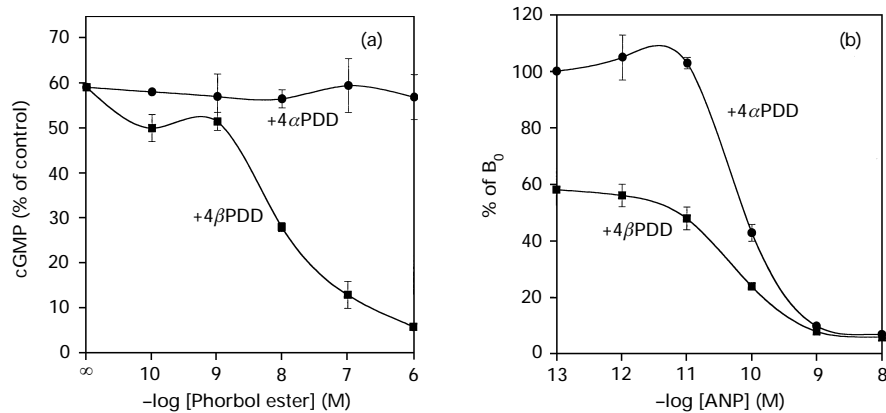 (a)
70
60
50
40
30
20
10
0
+4αPDD
+4βPDD
cGMP (% of control)
∞ 10 9 8 7 6
–log [Phorbol ester] (M)
(b)
120
100
80
60
40
20
0
+4αPDD
+4βPDD
% of B0
13 12 11 10 9 8
–log [ANP] (M)